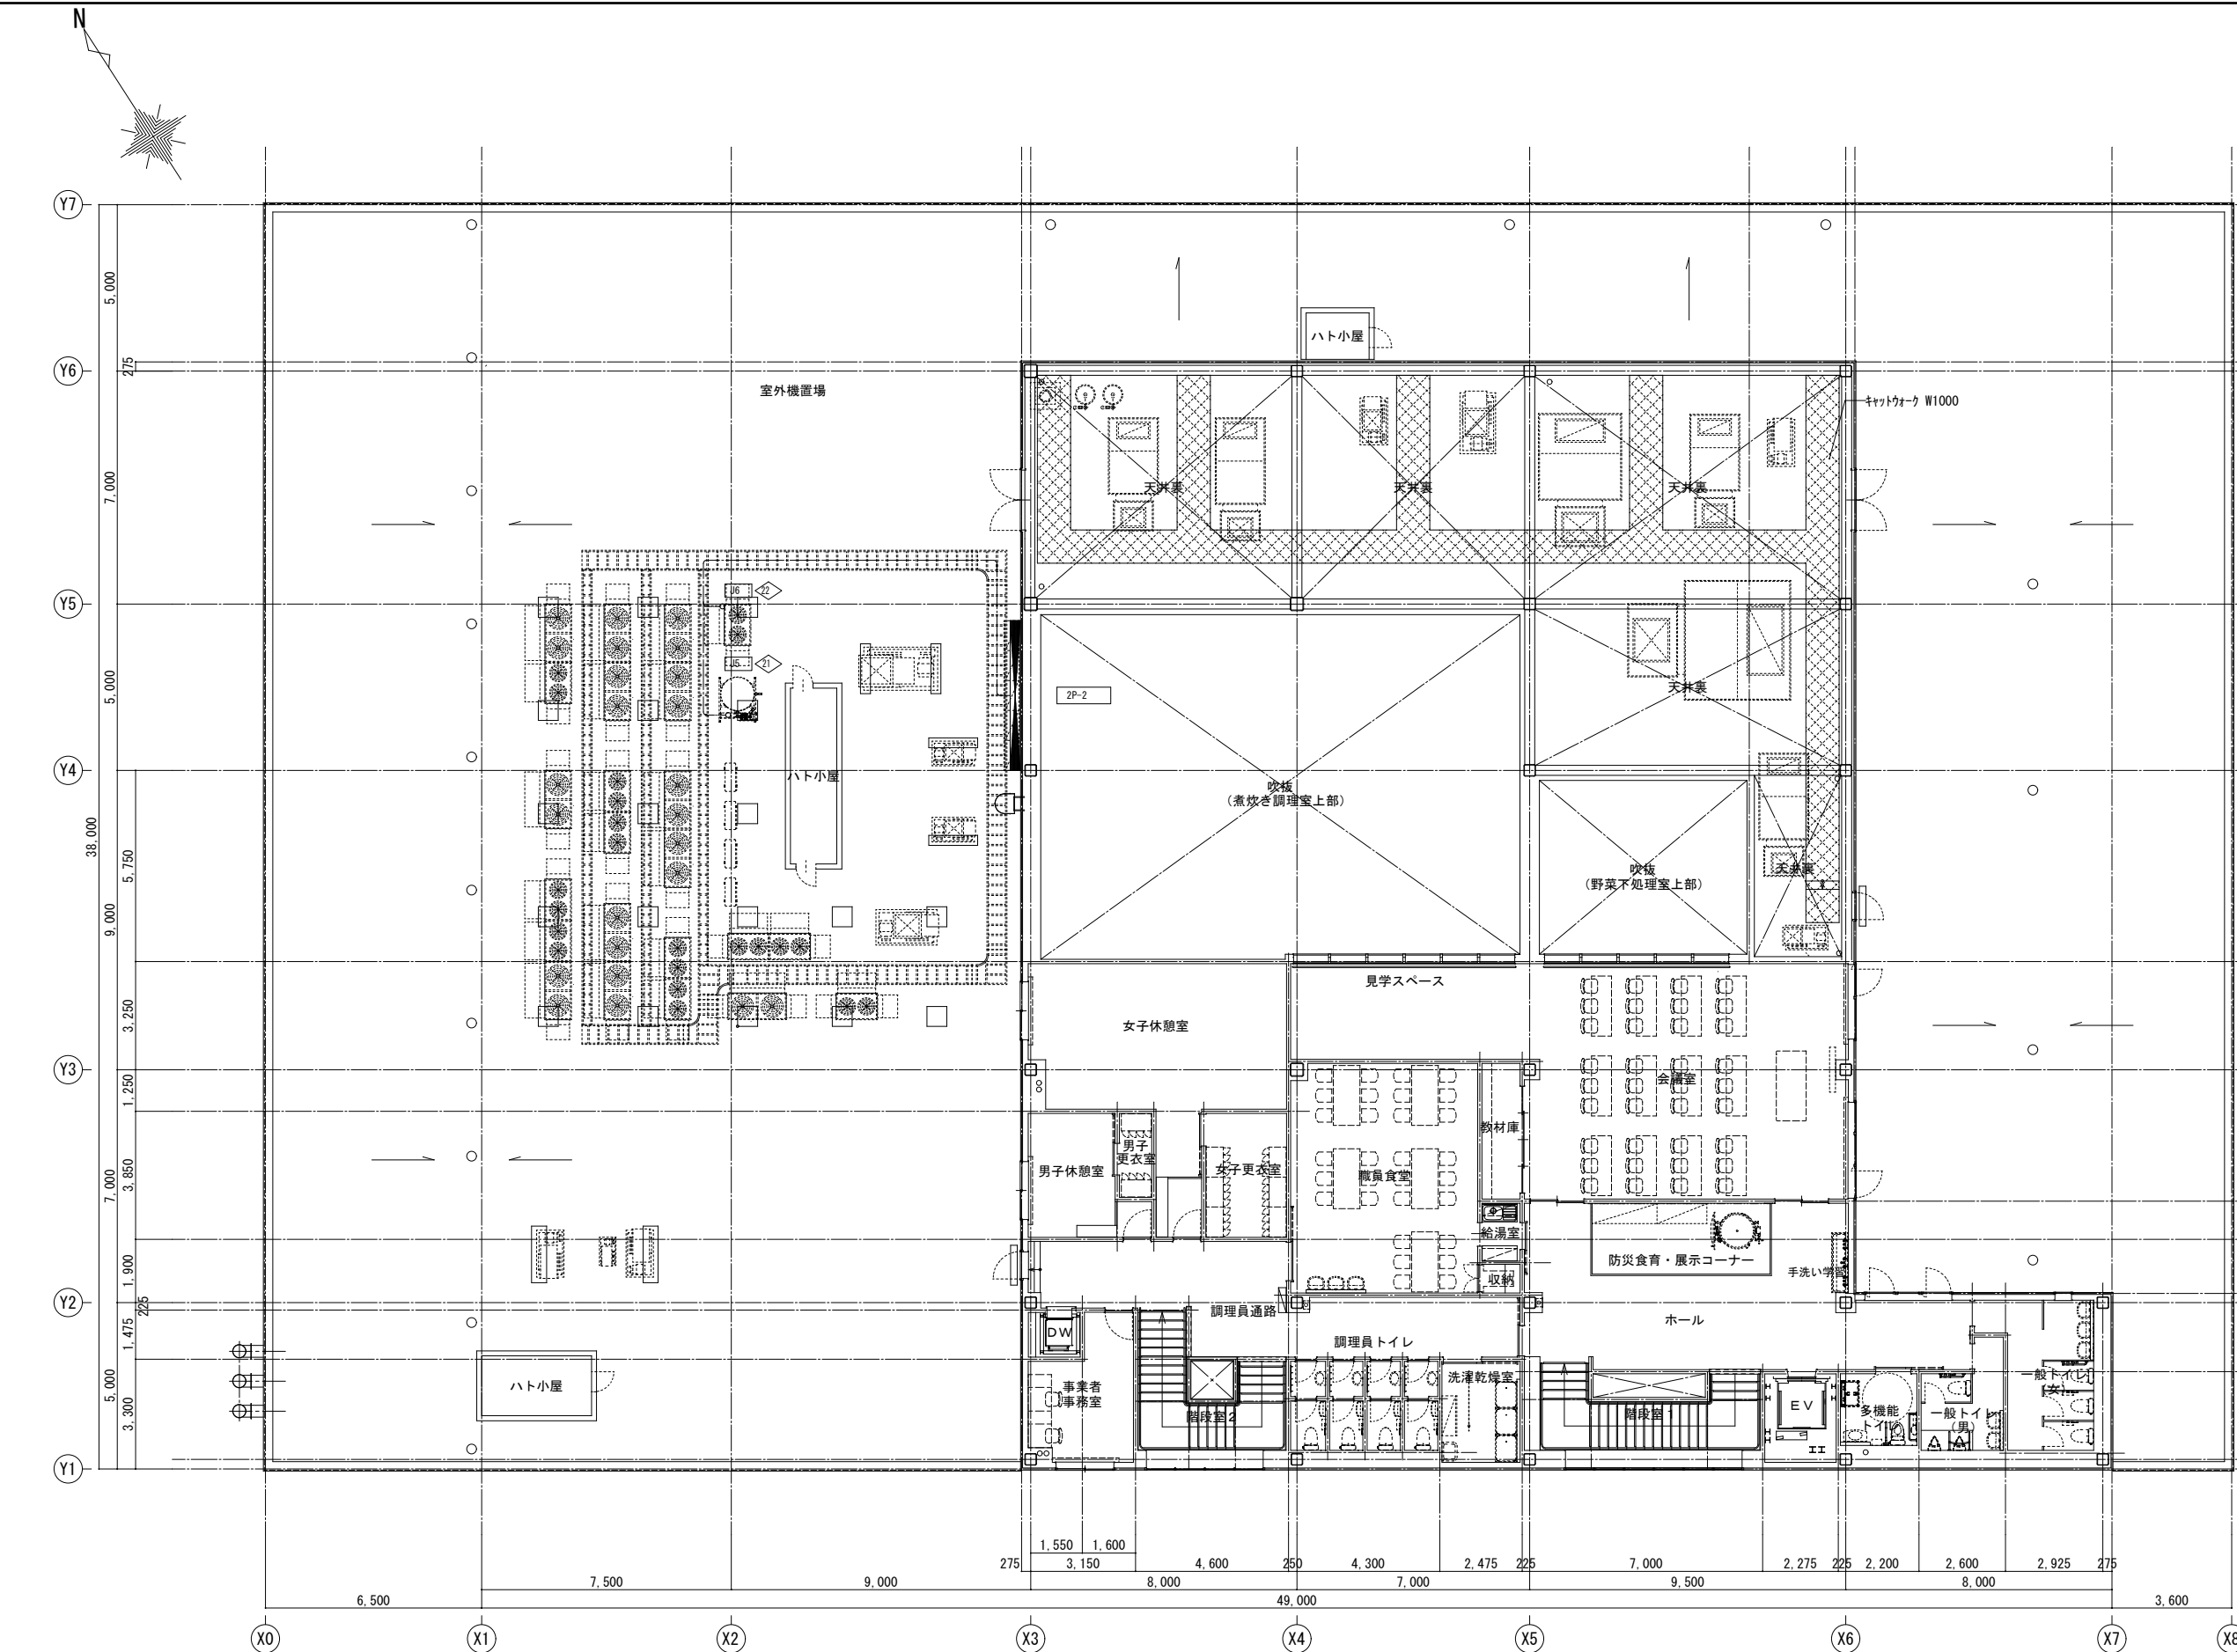 N
Y7
5,000
275
Y6
ハト小屋
室外機置場
キャットウォーク W1000
7,000
天井裏
天井裏
天井裏
Y5
J6
22
J5
21
5,000
2P-2
天井裏
Y4
ハト小屋
吹抜
(煮炊き調理室上部)
38,000
5,750
9,000
吹抜
(野菜下処理室上部)
天井裏
見学スペース
3,250
女子休憩室
Y3
会議室
1,250
教材庫
男子
更衣室
男子休憩室
女子更衣室
職員食堂
7,000
3,850
給湯室
防災食育・展示コーナー
手洗い学習
収納
1,900
Y2
225
調理員通路
ホール
1,475
DW
調理員トイレ
洗濯乾燥室
一般トイレ
(女)
ハト小屋
事業者
事務室
5,000
3,300
階段室2
階段室1
EV
多機能
トイレ
一般トイレ
(男)
Y1
1,550
1,600
275
3,150
4,600
250
4,300
2,475
225
7,000
2,275
225
2,200
2,600
2,925
275
7,500
9,000
8,000
7,000
9,500
8,000
6,500
49,000
3,600
X0
X1
X2
X3
X4
X5
X6
X7